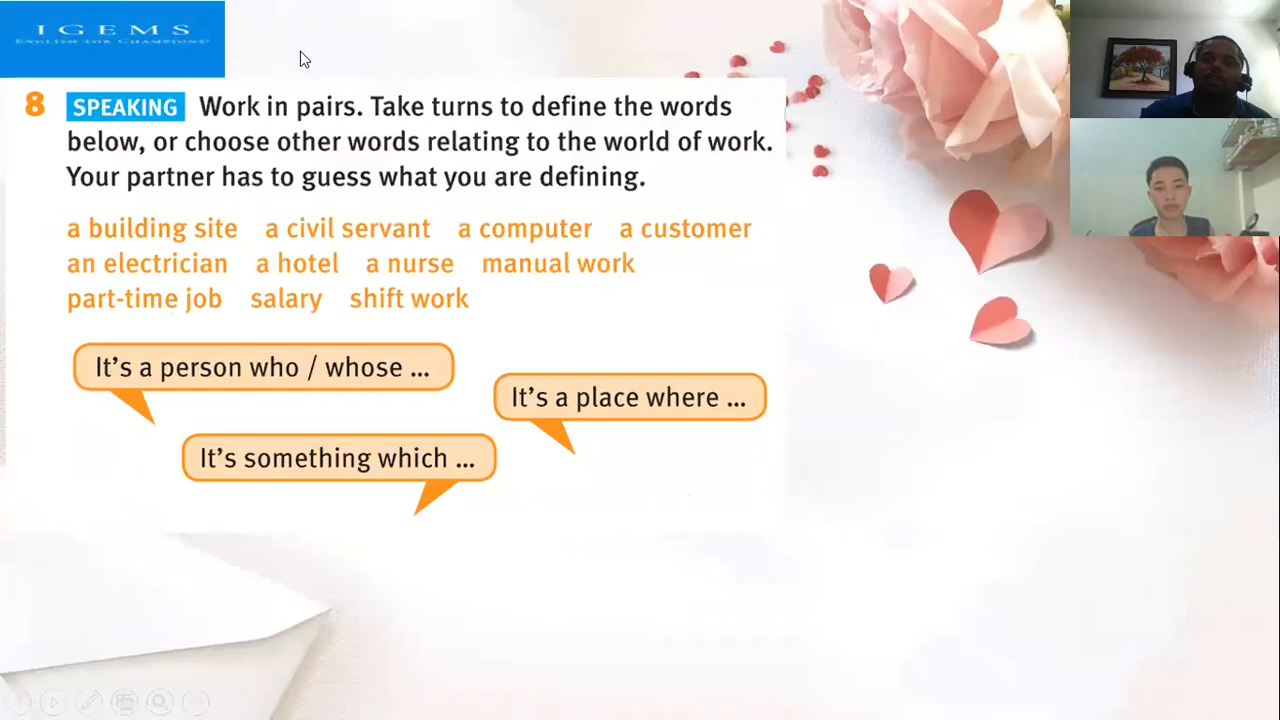 IGEMS
ENGLISH FOR CHAMPIONS!
8 SPEAKING Work in pairs. Take turns to define the words
below, or choose other words relating to the world of work.
Your partner has to guess what you are defining.
a building site a civil servant a computer a customer
an electrician a hotel a nurse manual work
part-time job salary shift work
It's a person who / whose ...
It's a place where ...
It's something which ...